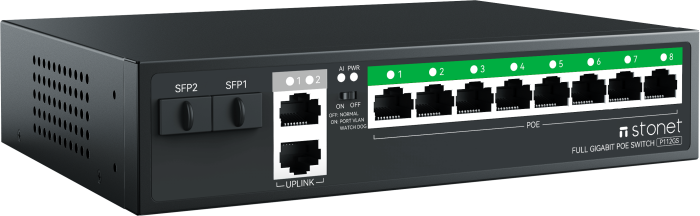 SFP2 SFP1
1 2
AI PWR
ON OFF
OFF: NORMAL
ON: PORT VLAN
WATCH DOG
UPLINK
1 2 3 4 5 6 7 8
POE
stonet
FULL GIGABIT POE SWITCH P112GS